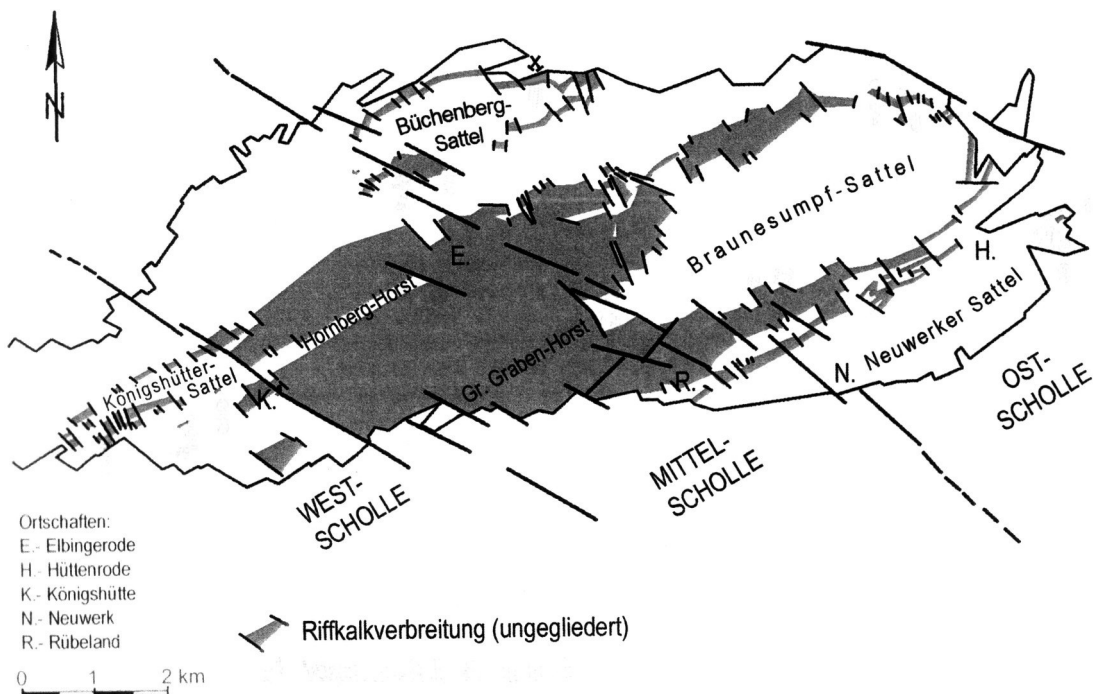 N
x
Büchenberg-
Sattel
Braunesumpf-Sattel
E.
H.
Hornberg-Horst
Gr. Graben-Horst
Neuwerker Sattel
N.
R.
K.
Königshütter-
Sattel
OST-
SCHOLLE
MITTEL-
SCHOLLE
WEST-
SCHOLLE
Ortschaften:
E.- Elbingerode
H.- Hüttenrode
K.- Königshütte
N.- Neuwerk
R.- Rübeland
Riffkalkverbreitung (ungegliedert)
0 1 2 km